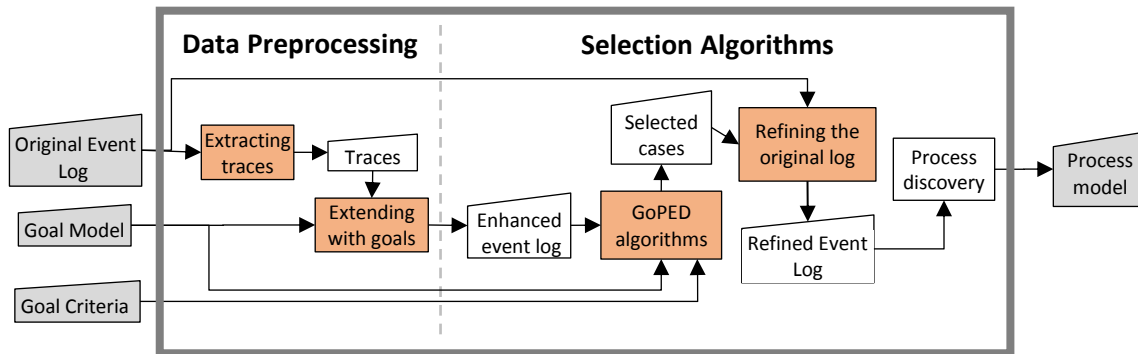 Data Preprocessing
Selection Algorithms
Original Event
Log
Extracting
traces
Traces
Selected
cases
Refining the
original log
Process
discovery
Process
model
Goal Model
Extending
with goals
Enhanced
event log
GoPED
algorithms
Refined Event
Log
Goal Criteria